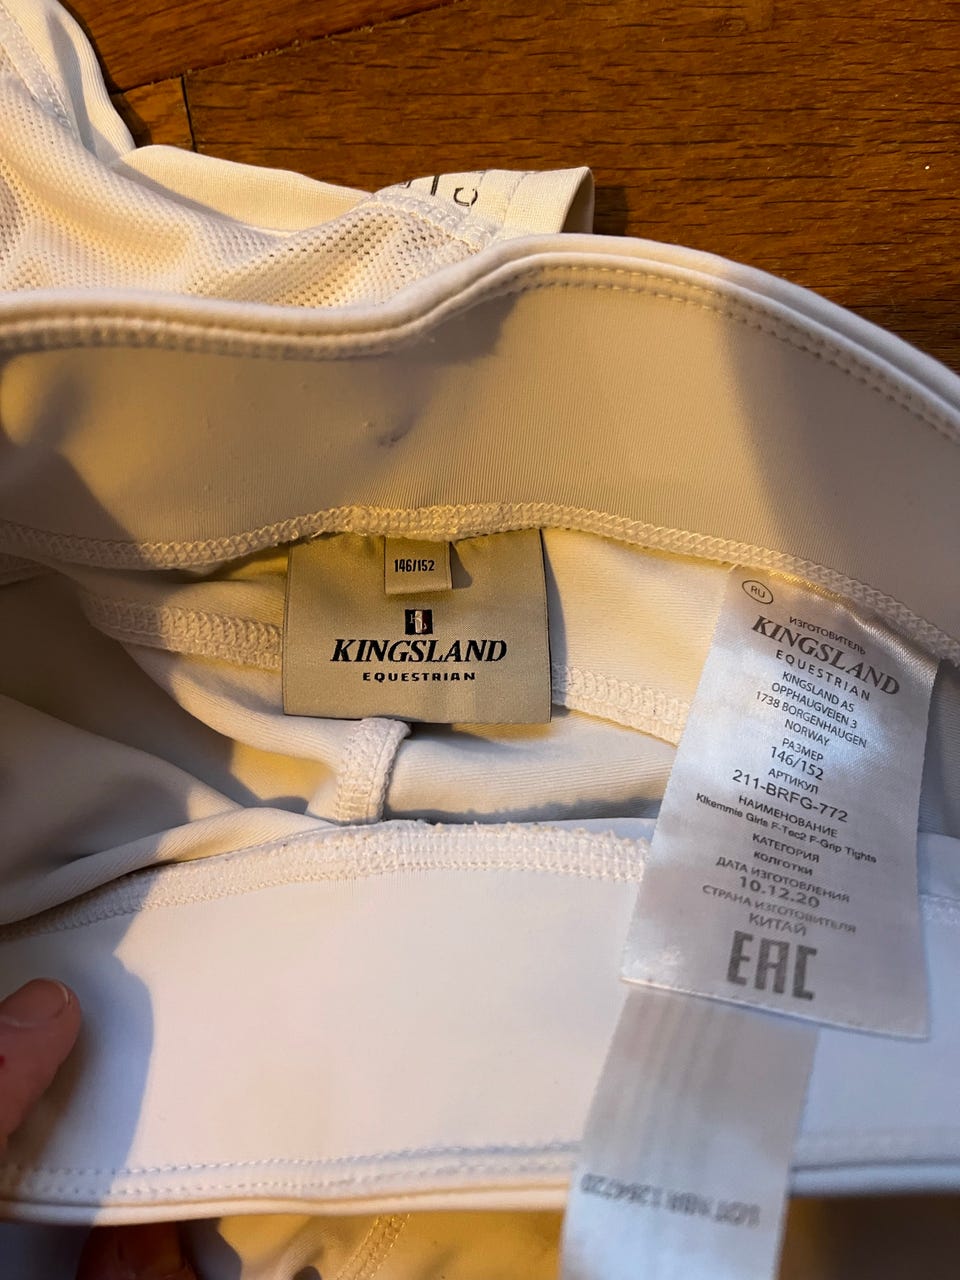 C
146/152
KINGSLAND
EQUESTRIAN
RU
ИЗГОТОВИТЕЛЬ
KINGSLAND
EQUESTRIAN
KINGSLAND AS
OPPHAUGVEIEN 3
1738 BORGENHAUGEN
NORWAY
РАЗМЕР
146/152
АРТИКУЛ
211-BRFG-772
НАИМЕНОВАНИЕ
Klkemmie Girls F-Tec2 F-Grip Tights
КАТЕГОРИЯ
КОЛГОТКИ
ДАТА ИЗГОТОВЛЕНИЯ
10.12.20
СТРАНА ИЗГОТОВИТЕЛЯ
КИТАЙ
EAC